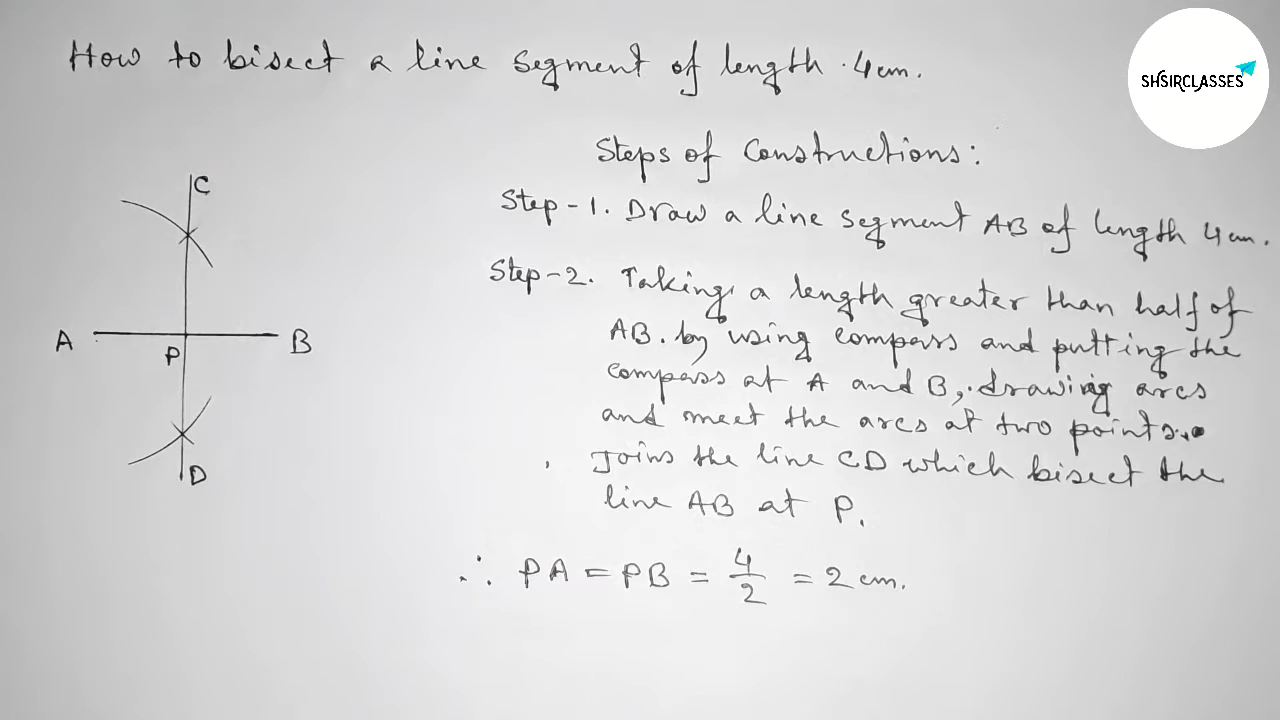 How to bisect a line segment of length .4cm.
SHSIRCLASSES
Steps of Constructions:
Step-1. Draw a line segment AB of length 4cm.
Step-2. Taking a length greater than half of
AB. by using compass and putting the
compass at A and B, drawing arcs
and meet the arcs at two points.
Joins the line CD which bisect the
line AB at P.
∴ PA = PB = 4/2 = 2cm.
C
A
P
B
D